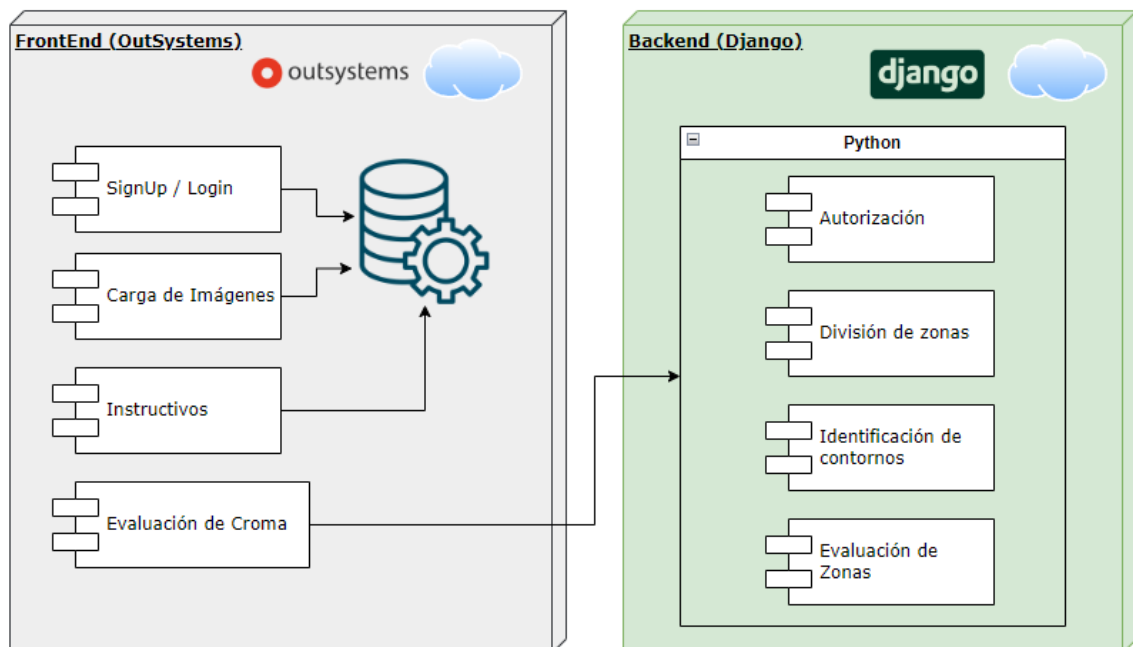 FrontEnd (OutSystems)
outsystems
SignUp / Login
Carga de Imágenes
Instructivos
Evaluación de Croma
Backend (Django)
django
Python
Autorización
División de zonas
Identificación de
contornos
Evaluación de
Zonas